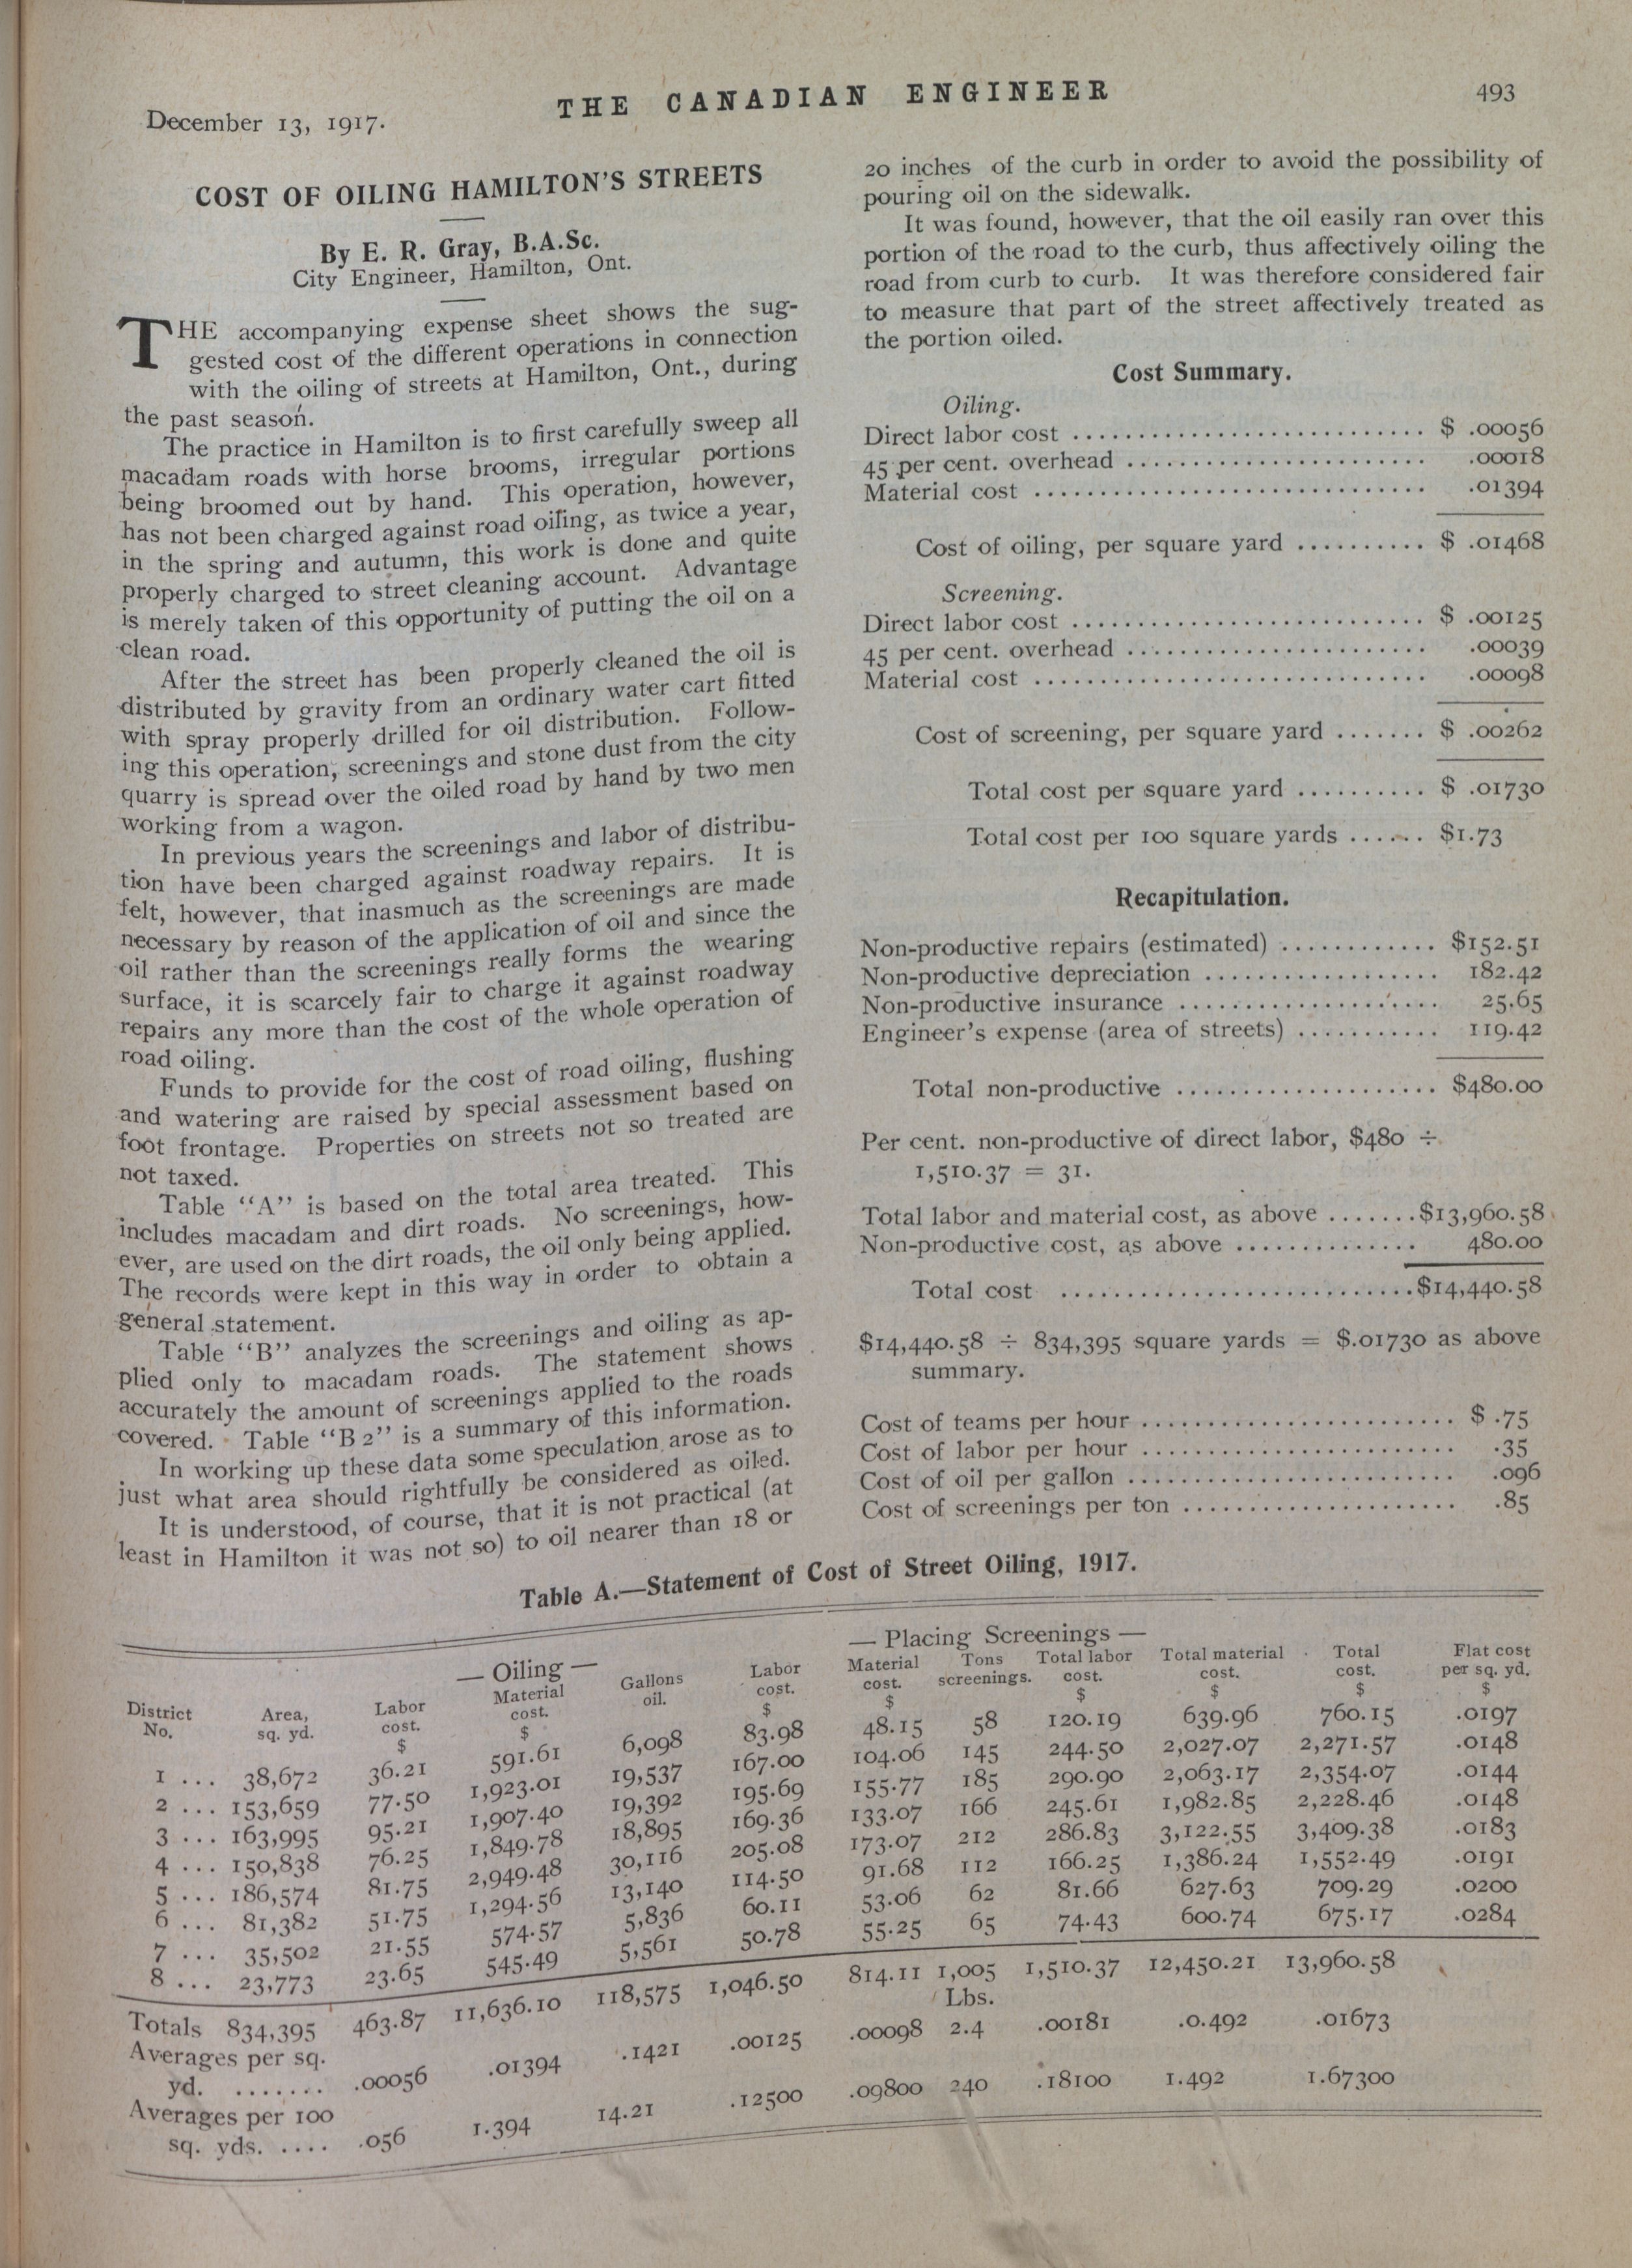 December 13, 1917.
THE CANADIAN ENGINEER
493
COST OF OILING HAMILTON'S STREETS
By E. R. Gray, B.A.Sc.
City Engineer, Hamilton, Ont.
THE accompanying expense sheet shows the sug-
gested cost of the different operations in connection
with the oiling of streets at Hamilton, Ont., during
the past season.
The practice in Hamilton is to first carefully sweep all
macadam roads with horse brooms, irregular portions
being broomed out by hand. This operation, however,
has not been charged against road oiling, as twice a year,
in the spring and autumn, this work is done and quite
properly charged to street cleaning account. Advantage
is merely taken of this opportunity of putting the oil on a
clean road.
After the street has been properly cleaned the oil is
distributed by gravity from an ordinary water cart fitted
with spray properly drilled for oil distribution. Follow-
ing this operation, screenings and stone dust from the city
quarry is spread over the oiled road by hand by two men
working from a wagon.
In previous years the screenings and labor of distribu-
tion have been charged against roadway repairs. It is
felt, however, that inasmuch as the screenings are made
necessary by reason of the application of oil and since the
oil rather than the screenings really forms the wearing
surface, it is scarcely fair to charge it against roadway
repairs any more than the cost of the whole operation of
road oiling.
Funds to provide for the cost of road oiling, flushing
and watering are raised by special assessment based on
foot frontage. Properties on streets not so treated are
not taxed.
Table "A" is based on the total area treated. This
includes macadam and dirt roads. No screenings, how-
ever, are used on the dirt roads, the oil only being applied.
The records were kept in this way in order to obtain a
general statement.
Table "B" analyzes the screenings and oiling as ap-
plied only to macadam roads. The statement shows
accurately the amount of screenings applied to the roads
covered. Table "B 2" is a summary of this information.
In working up these data some speculation arose as to
just what area should rightfully be considered as oiled.
It is understood, of course, that it is not practical (at
least in Hamilton it was not so) to oil nearer than 18 or
20 inches of the curb in order to avoid the possibility of
pouring oil on the sidewalk.
It was found, however, that the oil easily ran over this
portion of the road to the curb, thus affectively oiling the
road from curb to curb. It was therefore considered fair
to measure that part of the street affectively treated as
the portion oiled.
Cost Summary.
Oiling.
Direct labor cost ........................... $ .00056
45 per cent. overhead ....................... .00018
Material cost .............................. .01394
Cost of oiling, per square yard .......... $ .01468
Screening.
Direct labor cost ........................... $ .00125
45 per cent. overhead ....................... .00039
Material cost .............................. .00098
Cost of screening, per square yard ....... $ .00262
Total cost per square yard .......... $ .01730
Total cost per 100 square yards ...... $1.73
Recapitulation.
Non-productive repairs (estimated) ............ $152.51
Non-productive depreciation .................. 182.42
Non-productive insurance .................... 25.65
Engineer's expense (area of streets) ........... 119.42
Total non-productive .................... $480.00
Per cent. non-productive of direct labor, $480 ÷
1,510.37 = 31.
Total labor and material cost, as above .......$13,960.58
Non-productive cost, as above .............. 480.00
Total cost ...........................$14,440.58
$14,440.58 ÷ 834,395 square yards = $.01730 as above
summary.
Cost of teams per hour ........................ $ .75
Cost of labor per hour ........................ .35
Cost of oil per gallon ......................... .096
Cost of screenings per ton ..................... .85
Table A.—Statement of Cost of Street Oiling, 1917.
— Oiling — — Placing Screenings —
District No. Area, sq. yd. Labor cost. $ Material cost. $ Gallons oil. Labor cost. $ Material cost. $ Tons screenings. Total labor cost. $ Total material cost. $ Total cost. $ Flat cost per sq. yd. $
1 ... 38,672 36.21 591.61 6,098 83.98 48.15 58 120.19 639.96 760.15 .0197
2 ... 153,659 77.50 1,923.01 19,537 167.00 104.06 145 244.50 2,027.07 2,271.57 .0148
3 ... 163,995 95.21 1,907.40 19,392 195.69 155.77 185 290.90 2,063.17 2,354.07 .0144
4 ... 150,838 76.25 1,849.78 18,895 169.36 133.07 166 245.61 1,982.85 2,228.46 .0148
5 ... 186,574 81.75 2,949.48 30,116 205.08 173.07 212 286.83 3,122.55 3,409.38 .0183
6 ... 81,382 51.75 1,294.56 13,140 114.50 91.68 112 166.25 1,386.24 1,552.49 .0191
7 ... 35,502 21.55 574.57 5,836 60.11 53.06 62 81.66 627.63 709.29 .0200
8 ... 23,773 23.65 545.49 5,561 50.78 55.25 65 74.43 600.74 675.17 .0284
Totals 834,395 463.87 11,636.10 118,575 1,046.50 814.11 1,005 1,510.37 12,450.21 13,960.58
Lbs.
Averages per sq.
yd. ....... .00056 .01394 .1421 .00125 .00098 2.4 .00181 .0.492 .01673
Averages per 100
sq. yds. .... .056 1.394 14.21 .12500 .09800 240 .18100 1.492 1.67300